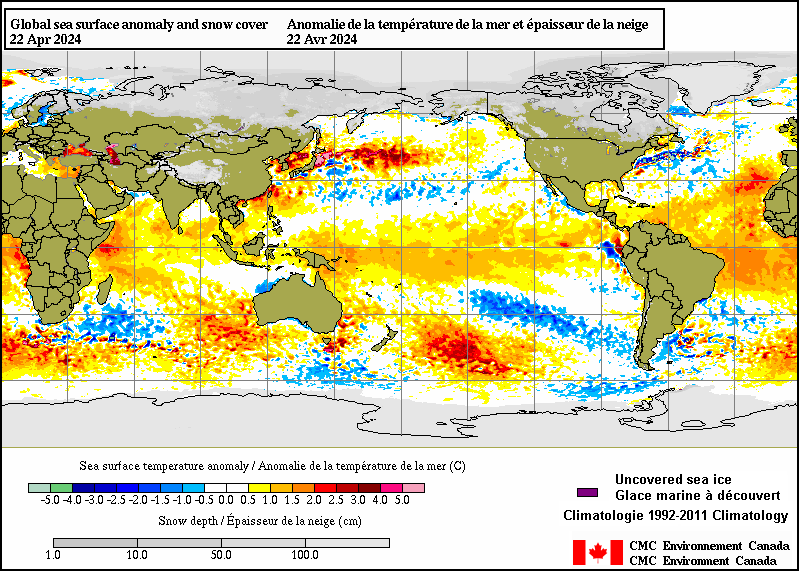 Global sea surface anomaly and snow cover
22 Apr 2024
Anomalie de la température de la mer et épaisseur de la neige
22 Avr 2024
Sea surface temperature anomaly / Anomalie de la température de la mer (C)
-5.0 -4.0 -3.0 -2.5 -2.0 -1.5 -1.0 -0.5 0.0 0.5 1.0 1.5 2.0 2.5 3.0 4.0 5.0
Snow depth / Épaisseur de la neige (cm)
1.0 10.0 50.0 100.0
Uncovered sea ice
Glace marine à découvert
Climatologie 1992-2011 Climatology
CMC Environnement Canada
CMC Environment Canada